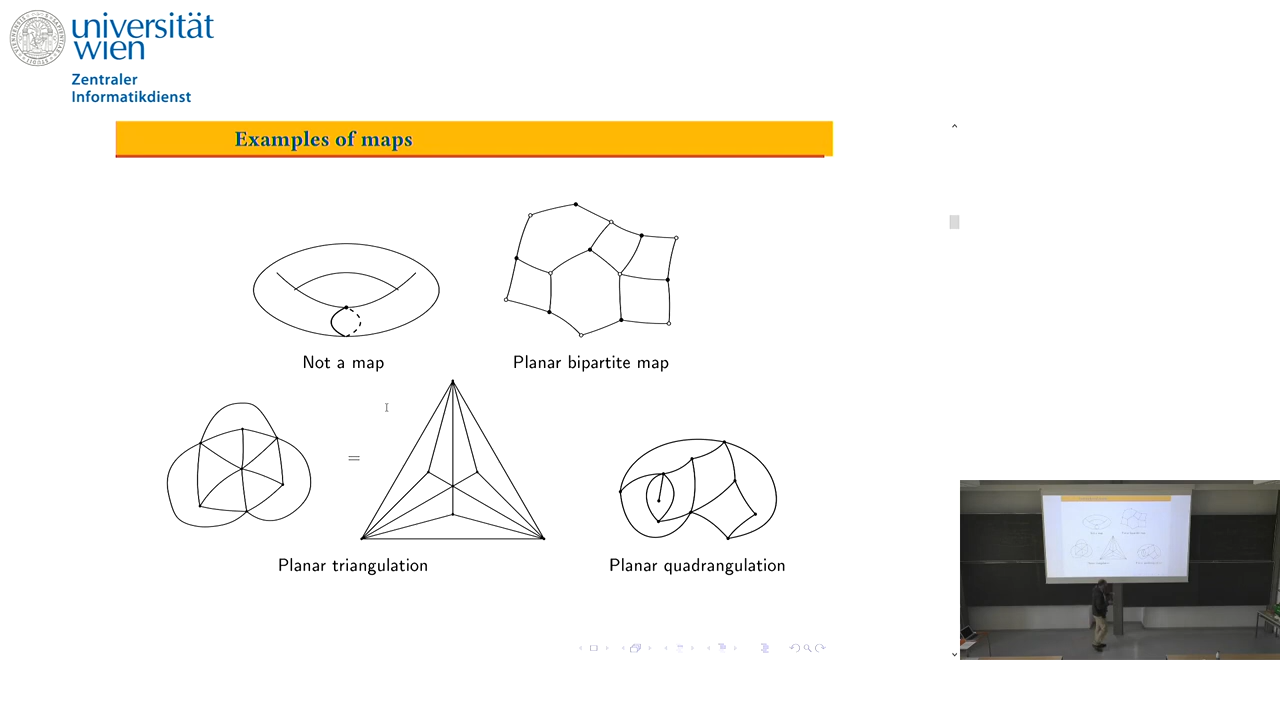 universität
wien
Zentraler
Informatikdienst
Examples of maps
Not a map
Planar bipartite map
=
Planar triangulation
Planar quadrangulation